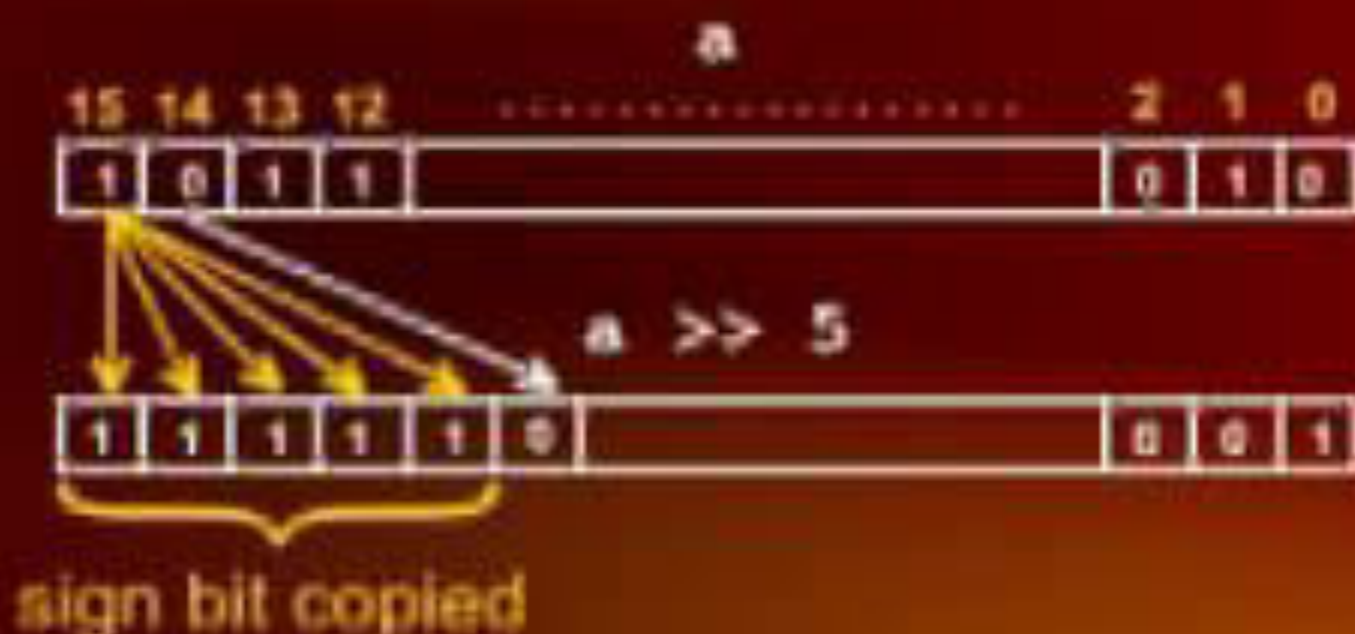 a
15 14 13 12 .................. 2 1 0
1 0 1 1 0 1 0
a >> 5
1 1 1 1 1 0 0 0 1
sign bit copied